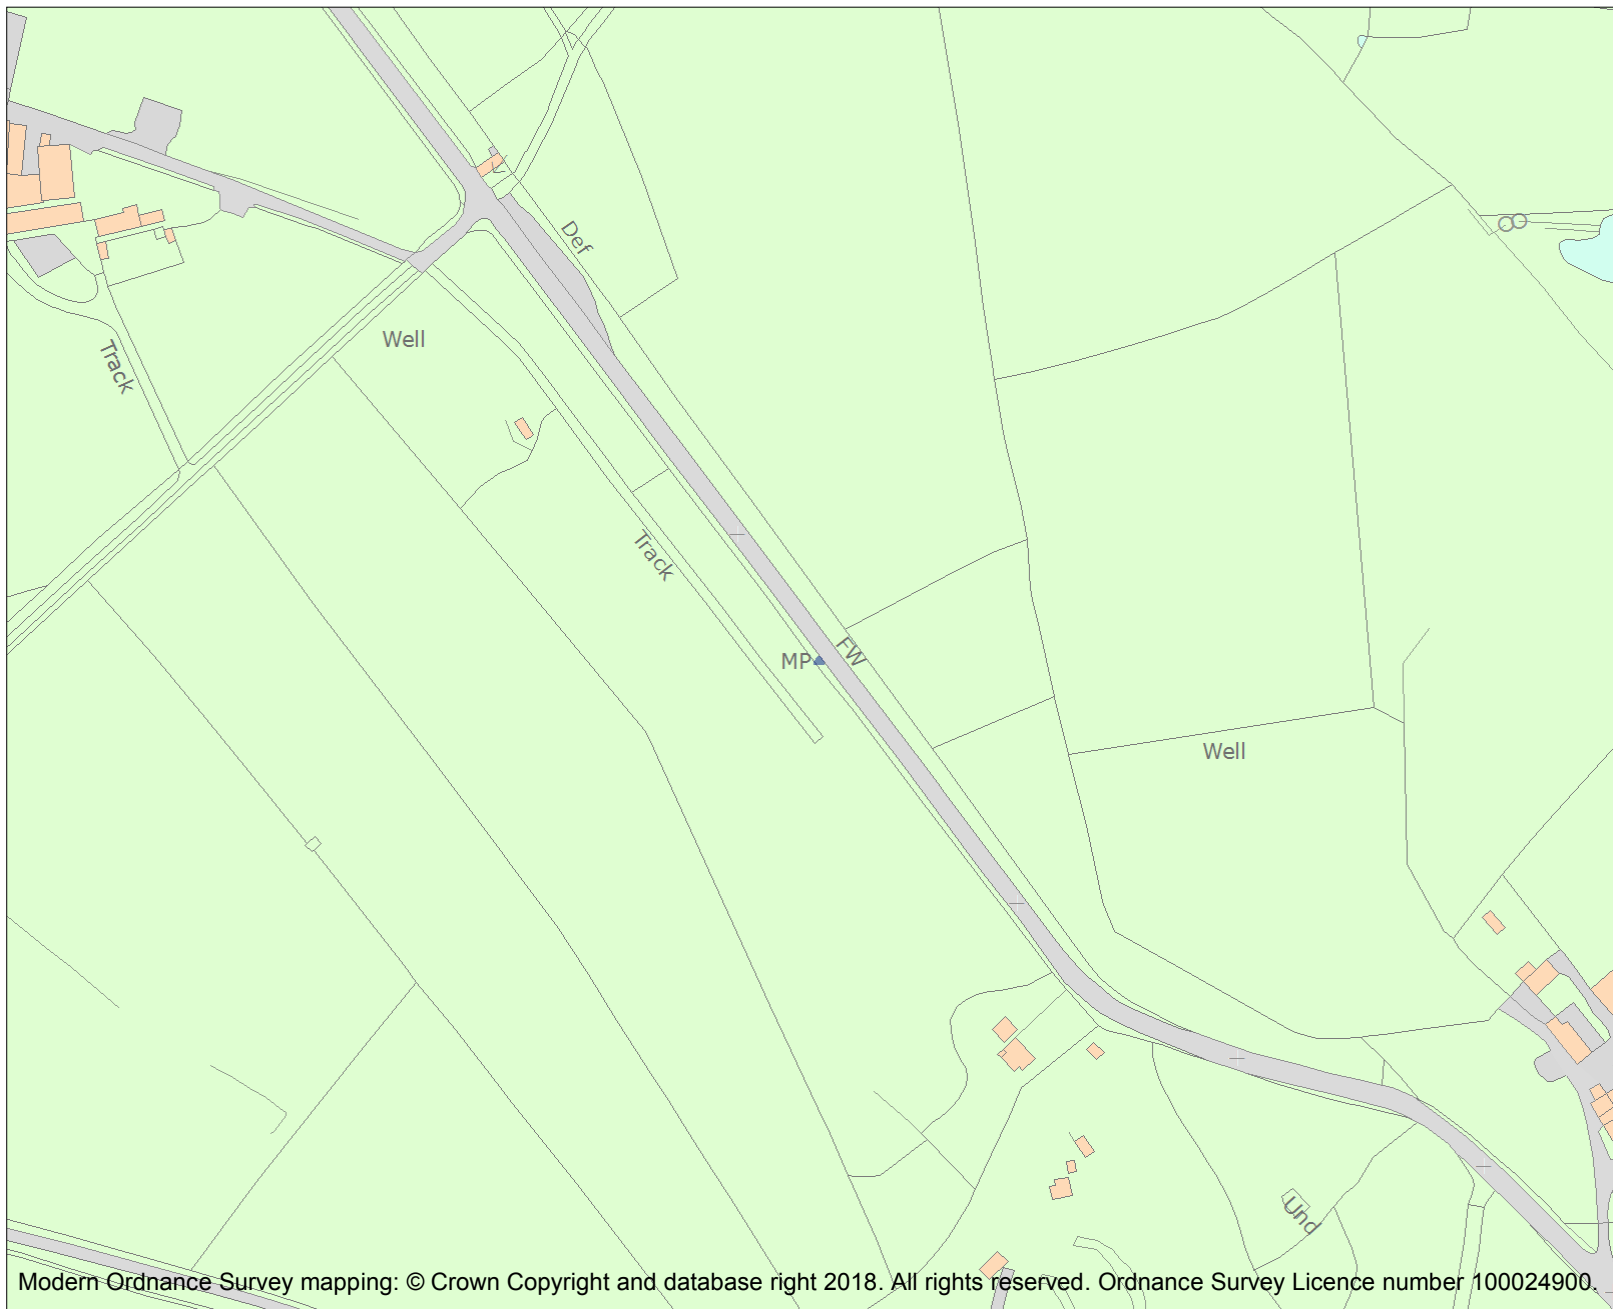 Def
Well
Track
Track
FW
MP
Well
Und
Modern Ordnance Survey mapping: © Crown Copyright and database right 2018. All rights reserved. Ordnance Survey Licence number 100024900.